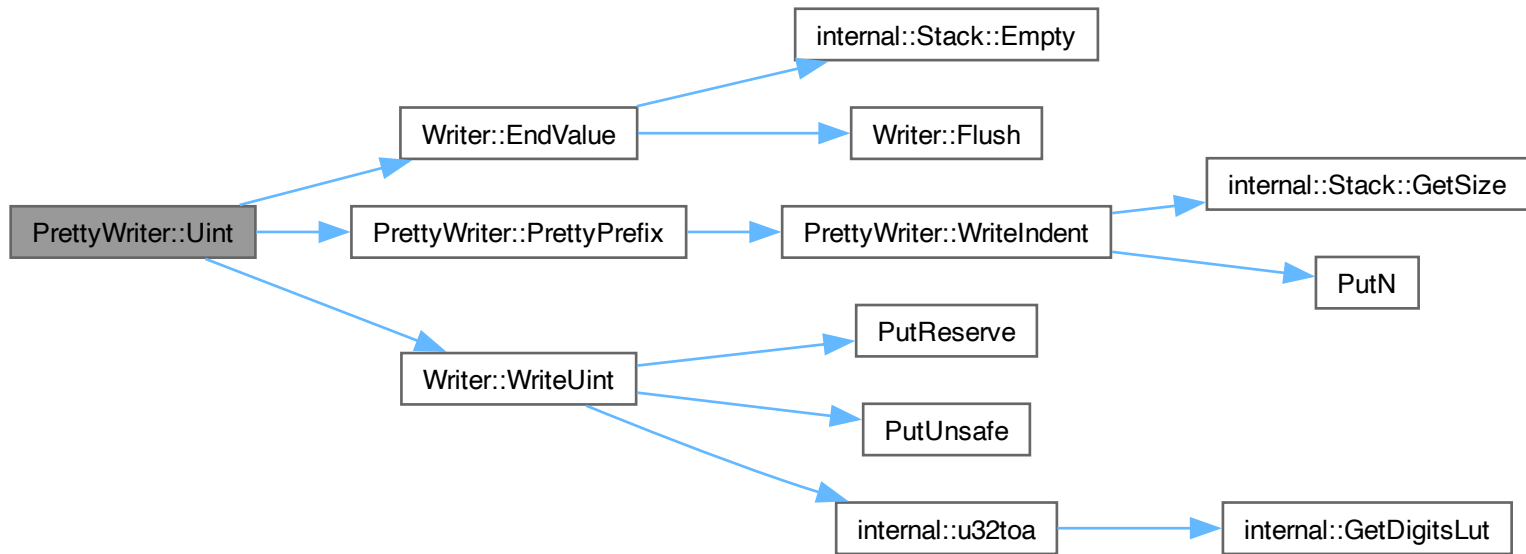 internal::Stack::Empty
Writer::EndValue
Writer::Flush
internal::Stack::GetSize
PrettyWriter::Uint
PrettyWriter::PrettyPrefix
PrettyWriter::WriteIndent
PutN
PutReserve
Writer::WriteUint
PutUnsafe
internal::u32toa
internal::GetDigitsLut